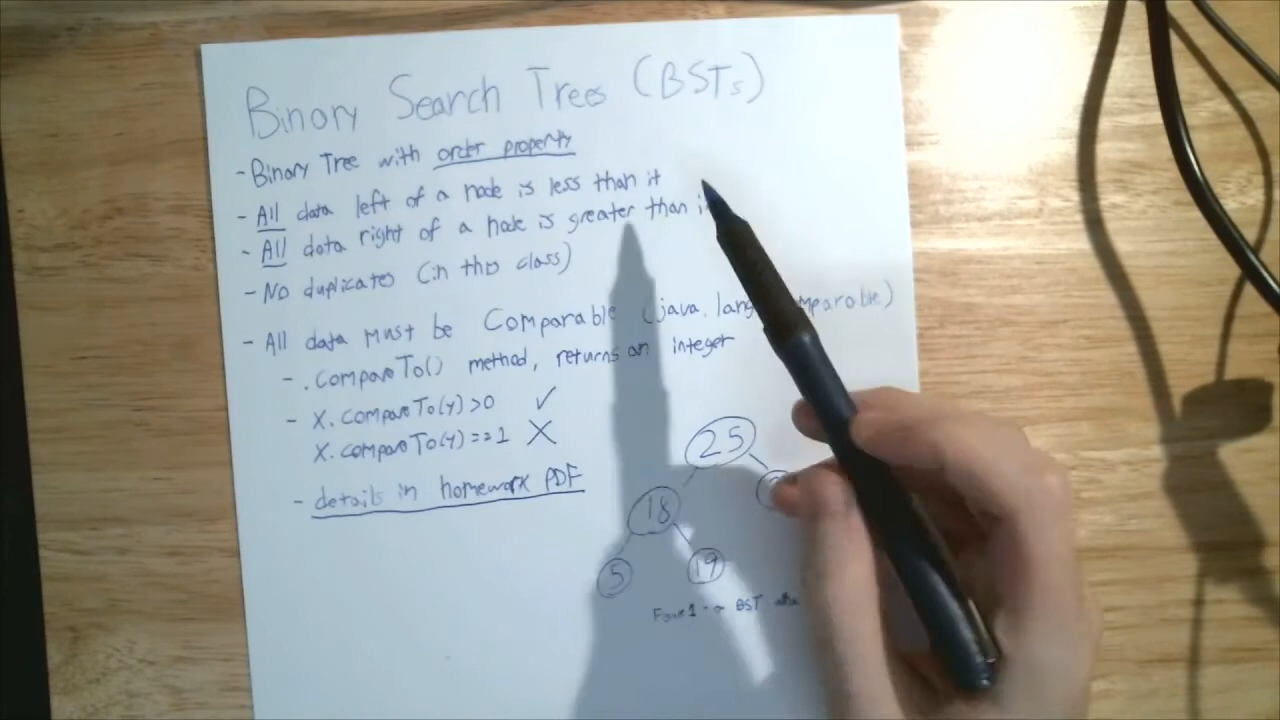 Binary Search Trees (BSTs)
- Binary Tree with order property
- All data left of a node is less than it
- All data right of a node is greater than
- No duplicates (in this class)
- All data must be Comparable (java.lang
- .compareTo() method, returns an integer
- X.compareTo(Y) >0 ✓
X.compareTo(Y) ==1 X
- details in homework PDF
25
18
5 19
BST